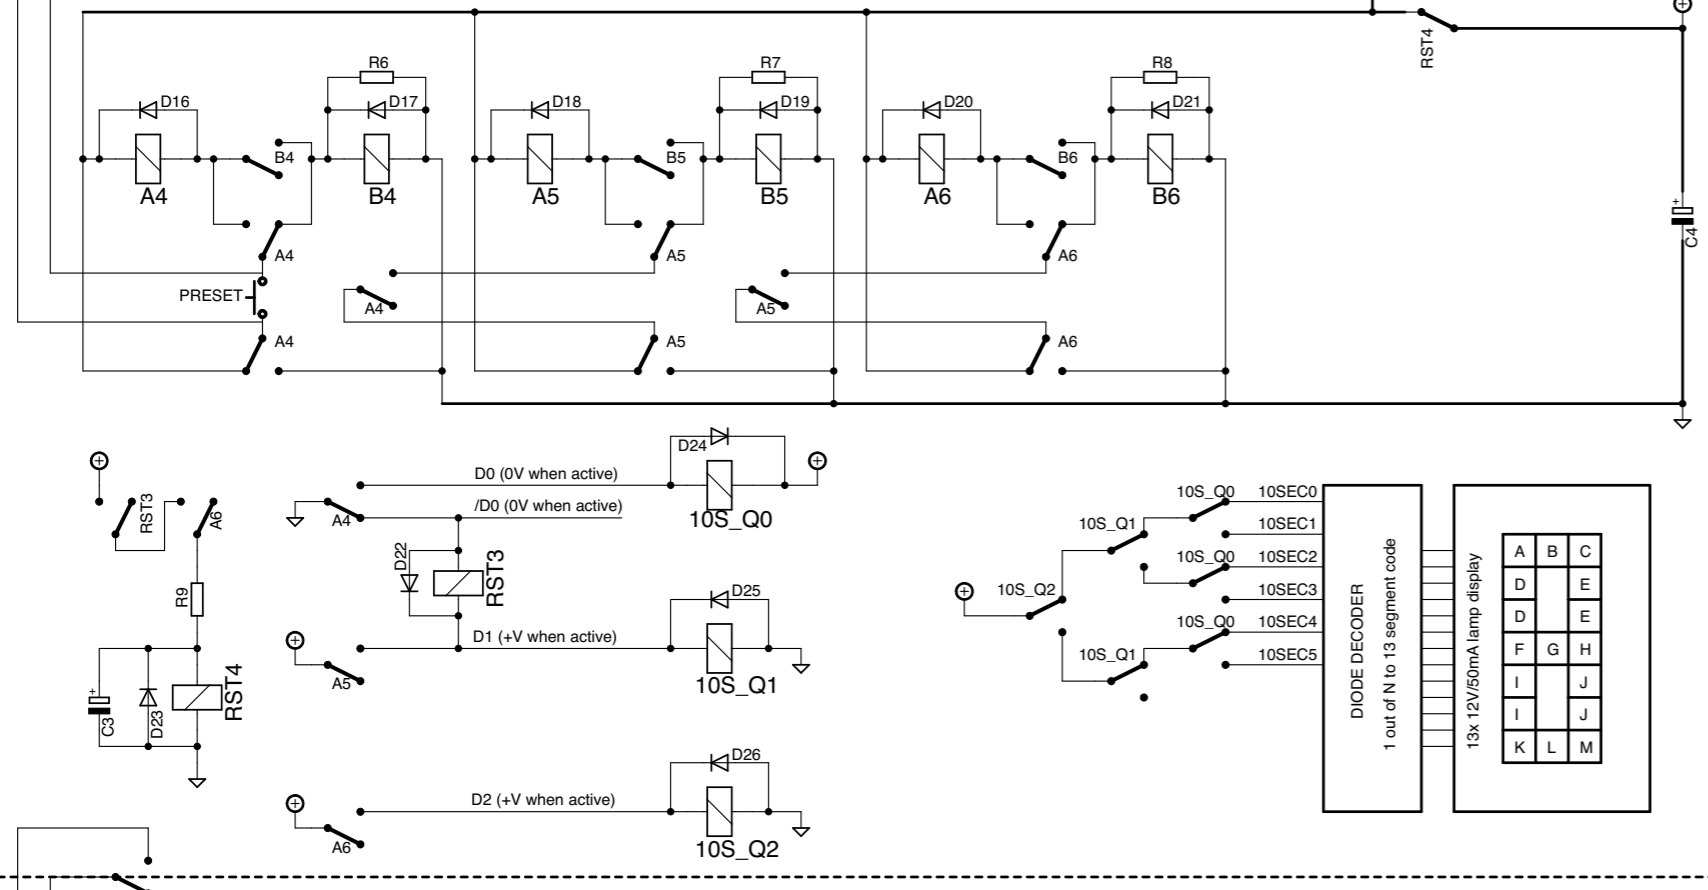 RST4
R6
R7
R8
D16
D17
D18
D19
D20
D21
B4
B5
B6
A4
B4
A5
B5
A6
B6
A4
A5
A6
+
C4
PRESET
A4
A5
A4
A5
A6
D24
D0 (0V when active)
/D0 (0V when active)
10S_Q0
A4
RST3
A6
D22
RST3
R9
D25
D1 (+V when active)
10S_Q1
A5
+
C3
D23
RST4
D26
D2 (+V when active)
10S_Q2
A6
10S_Q0
10SEC0
10S_Q1
10SEC1
10S_Q0
10SEC2
10S_Q2
10SEC3
10S_Q0
10SEC4
10S_Q1
10SEC5
DIODE DECODER
1 out of N to 13 segment code
13x 12V/50mA lamp display
A B C
D E
D E
F G H
I J
I J
K L M